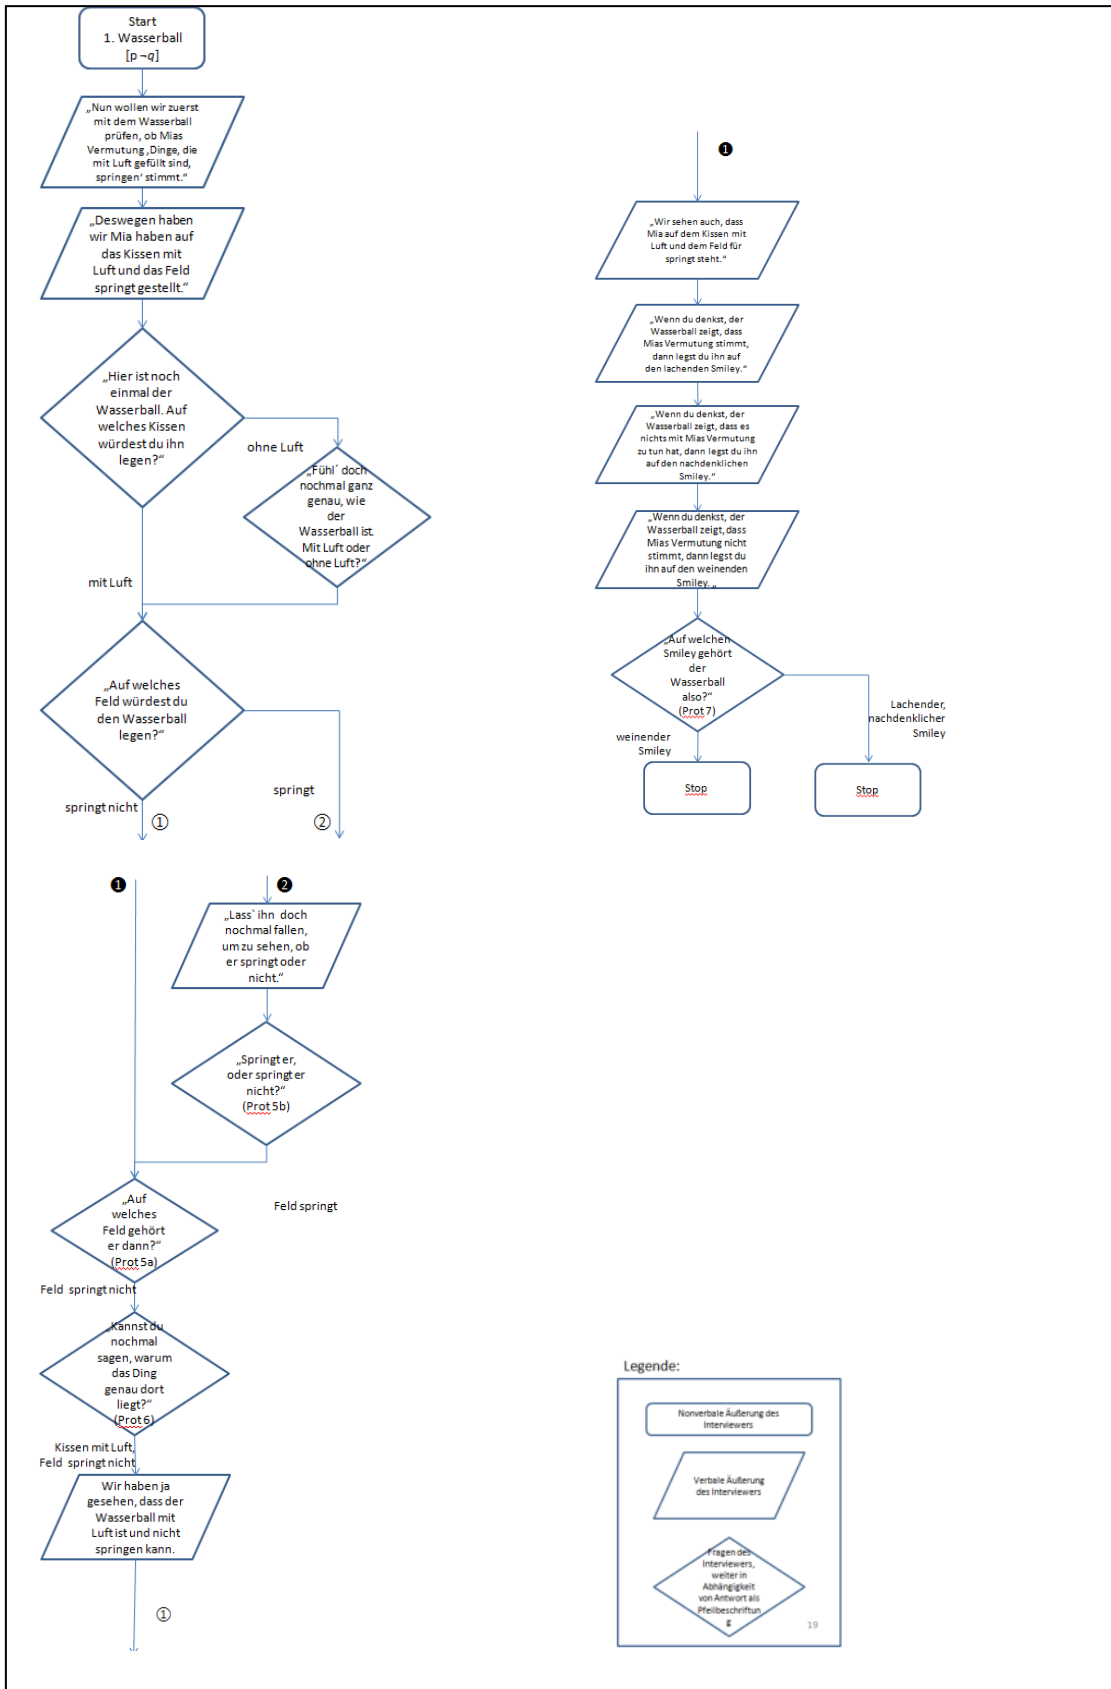 Start
1. Wasserball
[p ¬q]
„Nun wollen wir zuerst
mit dem Wasserball
prüfen, ob Mias
Vermutung ‚Dinge, die
mit Luft gefüllt sind,
springen‘ stimmt.“
„Deswegen haben
wir Mia haben auf
das Kissen mit
Luft und das Feld
springt gestellt.“
„Hier ist noch
einmal der
Wasserball. Auf
welches Kissen
würdest du ihn
legen?“
ohne Luft
„Fühl´ doch
nochmal ganz
genau, wie
der
Wasserball ist.
Mit Luft oder
ohne Luft?“
mit Luft
„Auf welches
Feld würdest du
den Wasserball
legen?“
springt nicht
springt
①
②
❶
❷
„Lass` ihn doch
nochmal fallen,
um zu sehen, ob
er springt oder
nicht.“
„Springt er,
oder springt er
nicht?“
(Prot 5b)
„Auf
welches
Feld gehört
er dann?“
(Prot 5a)
Feld springt
Feld springt nicht
„Kannst du
nochmal
sagen, warum
das Ding
genau dort
liegt?“
(Prot 6)
Kissen mit Luft,
Feld springt nicht
Wir haben ja
gesehen, dass der
Wasserball mit
Luft ist und nicht
springen kann.
①
❶
„Wir sehen auch, dass
Mia auf dem Kissen mit
Luft und dem Feld für
springt steht.“
„Wenn du denkst, der
Wasserball zeigt, dass
Mias Vermutung stimmt,
dann legst du ihn auf
den lachenden Smiley.“
„Wenn du denkst, der
Wasserball zeigt, dass es
nichts mit Mias Vermutung
zu tun hat, dann legst du ihn
auf den nachdenklichen
Smiley.“
„Wenn du denkst, der
Wasserball zeigt, dass
Mias Vermutung nicht
stimmt, dann legst du
ihn auf den weinenden
Smiley. „
„Auf welchen
Smiley gehört
der
Wasserball
also?“
(Prot 7)
weinender
Smiley
Lachender,
nachdenklicher
Smiley
Stop
Stop
Legende:
Nonverbale Äußerung des
Interviewers
Verbale Äußerung
des Interviewers
Fragen des
Interviewers,
weiter in
Abhängigkeit
von Antwort als
Pfeilbeschriftun
g
19